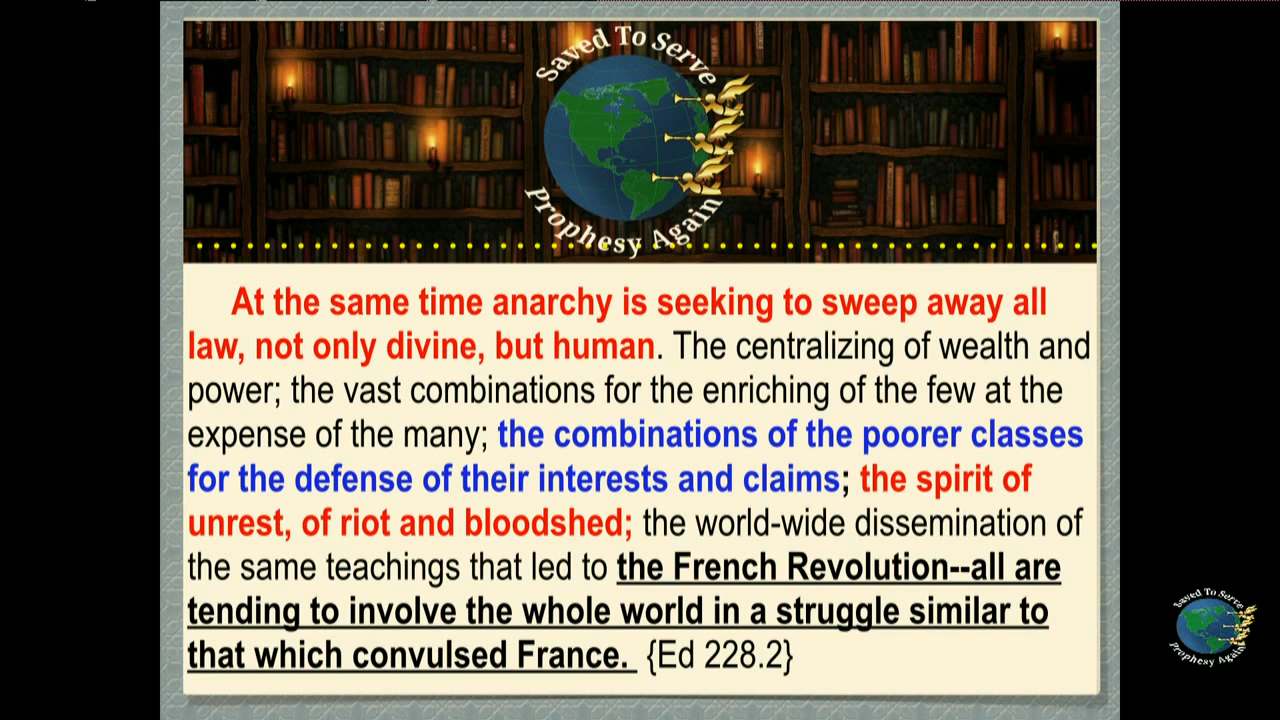 Saved To Serve
Prophesy Again
At the same time anarchy is seeking to sweep away all
law, not only divine, but human. The centralizing of wealth and
power; the vast combinations for the enriching of the few at the
expense of the many; the combinations of the poorer classes
for the defense of their interests and claims; the spirit of
unrest, of riot and bloodshed; the world-wide dissemination of
the same teachings that led to the French Revolution--all are
tending to involve the whole world in a struggle similar to
that which convulsed France. {Ed 228.2}
Saved To Serve
Prophesy Again